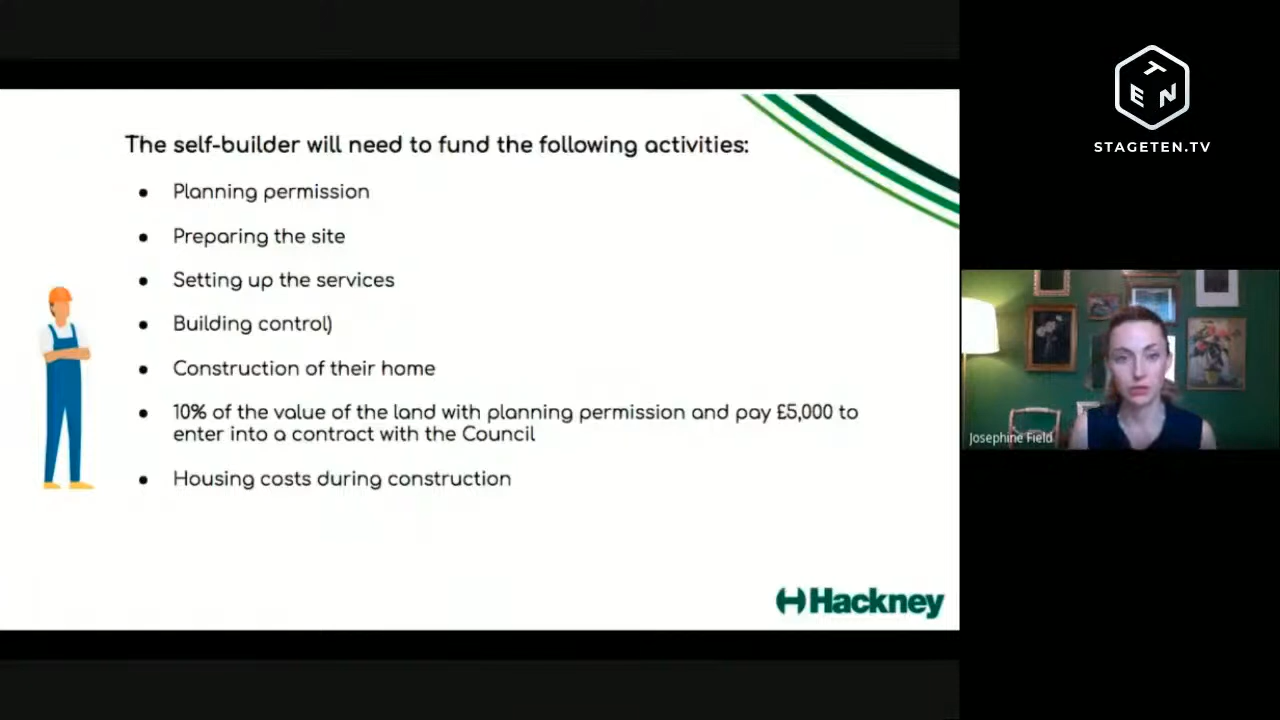 The self-builder will need to fund the following activities:
● Planning permission
● Preparing the site
● Setting up the services
● Building control)
● Construction of their home
● 10% of the value of the land with planning permission and pay £5,000 to
enter into a contract with the Council
● Housing costs during construction
Hackney
TEN
STAGETEN.TV
Josephine Field